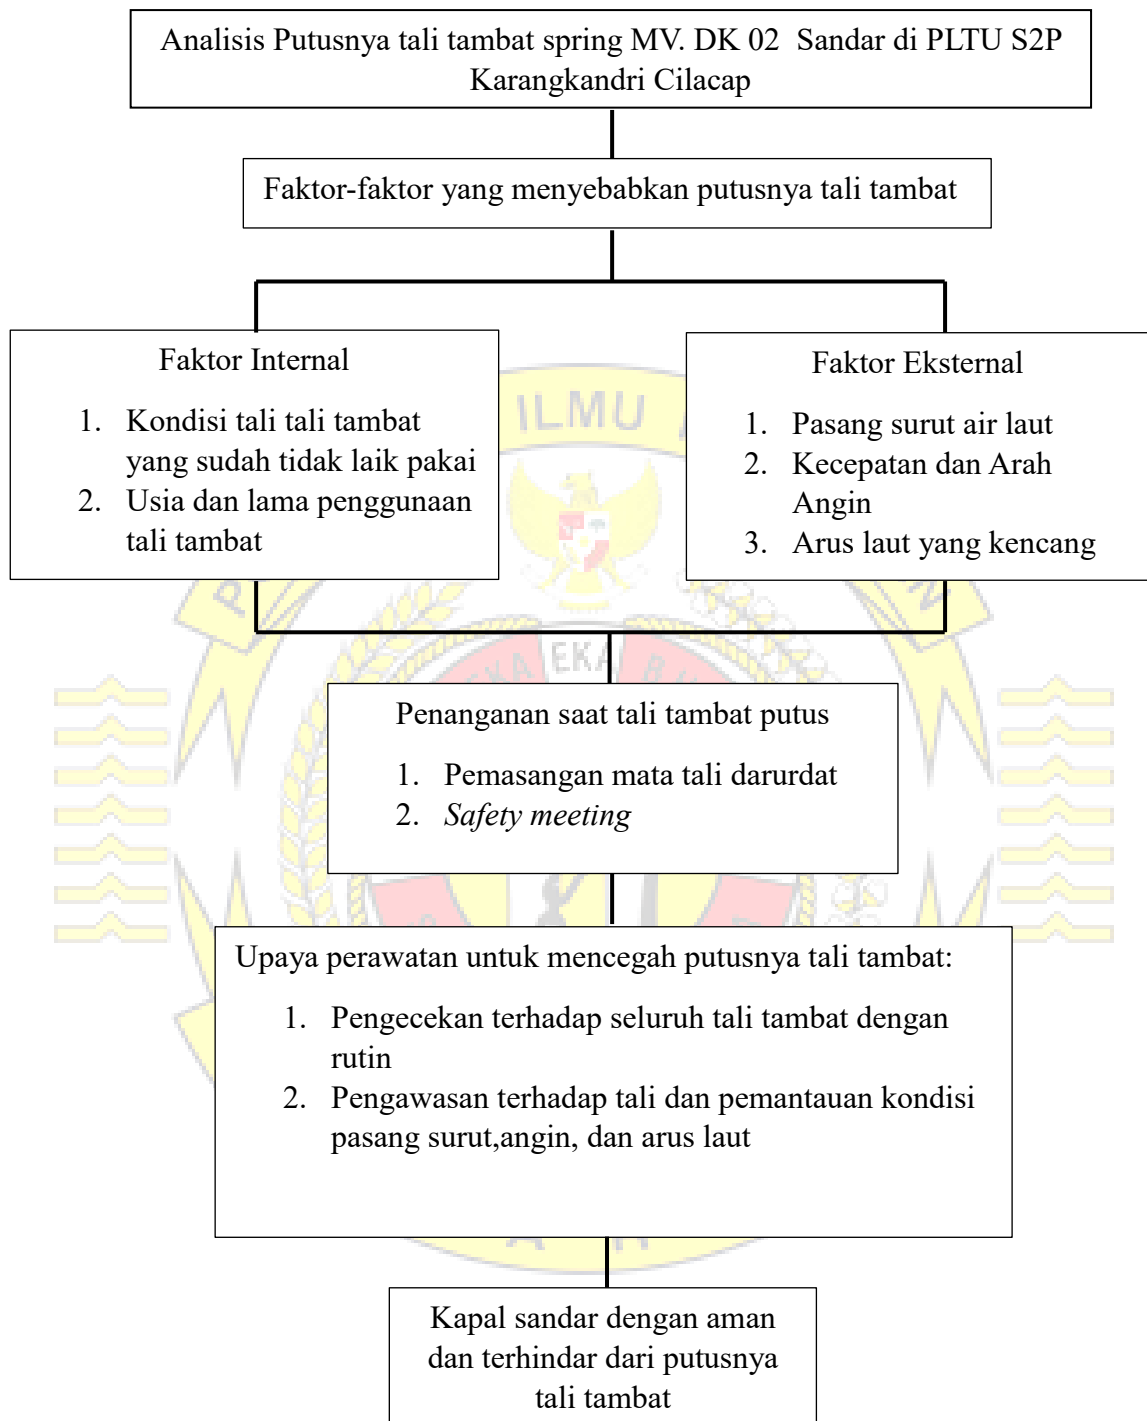 Analisis Putusnya tali tambat spring MV. DK 02 Sandar di PLTU S2P
Karangkandri Cilacap
Faktor-faktor yang menyebabkan putusnya tali tambat
Faktor Internal
1. Kondisi tali tali tambat
yang sudah tidak laik pakai
2. Usia dan lama penggunaan
tali tambat
Faktor Eksternal
1. Pasang surut air laut
2. Kecepatan dan Arah
Angin
3. Arus laut yang kencang
ILMU
EKA EKA
Penanganan saat tali tambat putus
1. Pemasangan mata tali darurdat
2. Safety meeting
Upaya perawatan untuk mencegah putusnya tali tambat:
1. Pengecekan terhadap seluruh tali tambat dengan
rutin
2. Pengawasan terhadap tali dan pemantauan kondisi
pasang surut,angin, dan arus laut
Kapal sandar dengan aman
dan terhindar dari putusnya
tali tambat